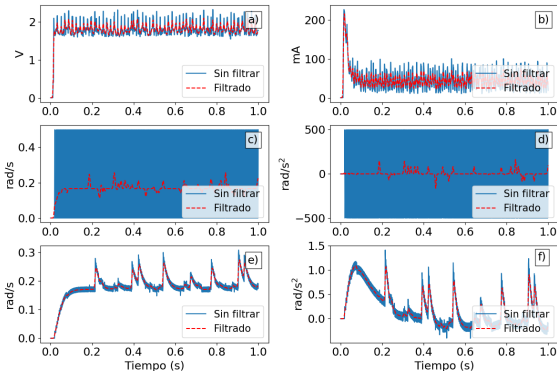 a)
2
1
0
V
Sin filtrar
Filtrado
0.0 0.2 0.4 0.6 0.8 1.0
b)
200
100
0
mA
Sin filtrar
Filtrado
0.0 0.2 0.4 0.6 0.8 1.0
c)
0.4
0.2
0.0
rad/s
Sin filtrar
Filtrado
0.0 0.2 0.4 0.6 0.8 1.0
d)
500
0
−500
rad/s²
Sin filtrar
Filtrado
0.0 0.2 0.4 0.6 0.8 1.0
e)
0.3
0.2
0.1
0.0
rad/s
Sin filtrar
Filtrado
0.0 0.2 0.4 0.6 0.8 1.0
Tiempo (s)
f)
1.5
1.0
0.5
0.0
rad/s²
Sin filtrar
Filtrado
0.0 0.2 0.4 0.6 0.8 1.0
Tiempo (s)